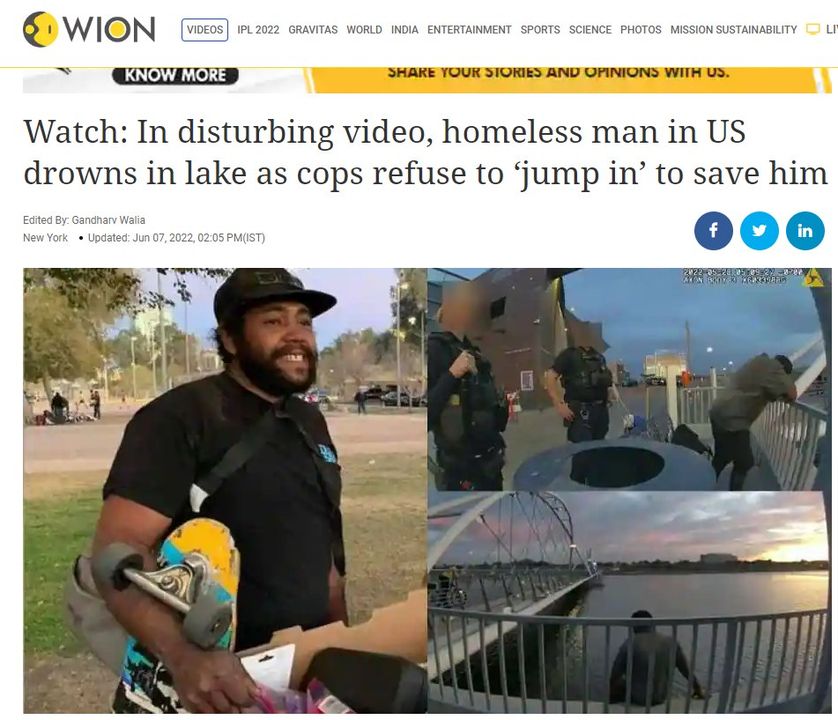 WION
VIDEOS IPL 2022 GRAVITAS WORLD INDIA ENTERTAINMENT SPORTS SCIENCE PHOTOS MISSION SUSTAINABILITY
KNOW MORE SHARE YOUR STORIES AND OPINIONS WITH US.
Watch: In disturbing video, homeless man in US
drowns in lake as cops refuse to ‘jump in’ to save him
Edited By: Gandharv Walia
New York • Updated: Jun 07, 2022, 02:05 PM(IST)
f in